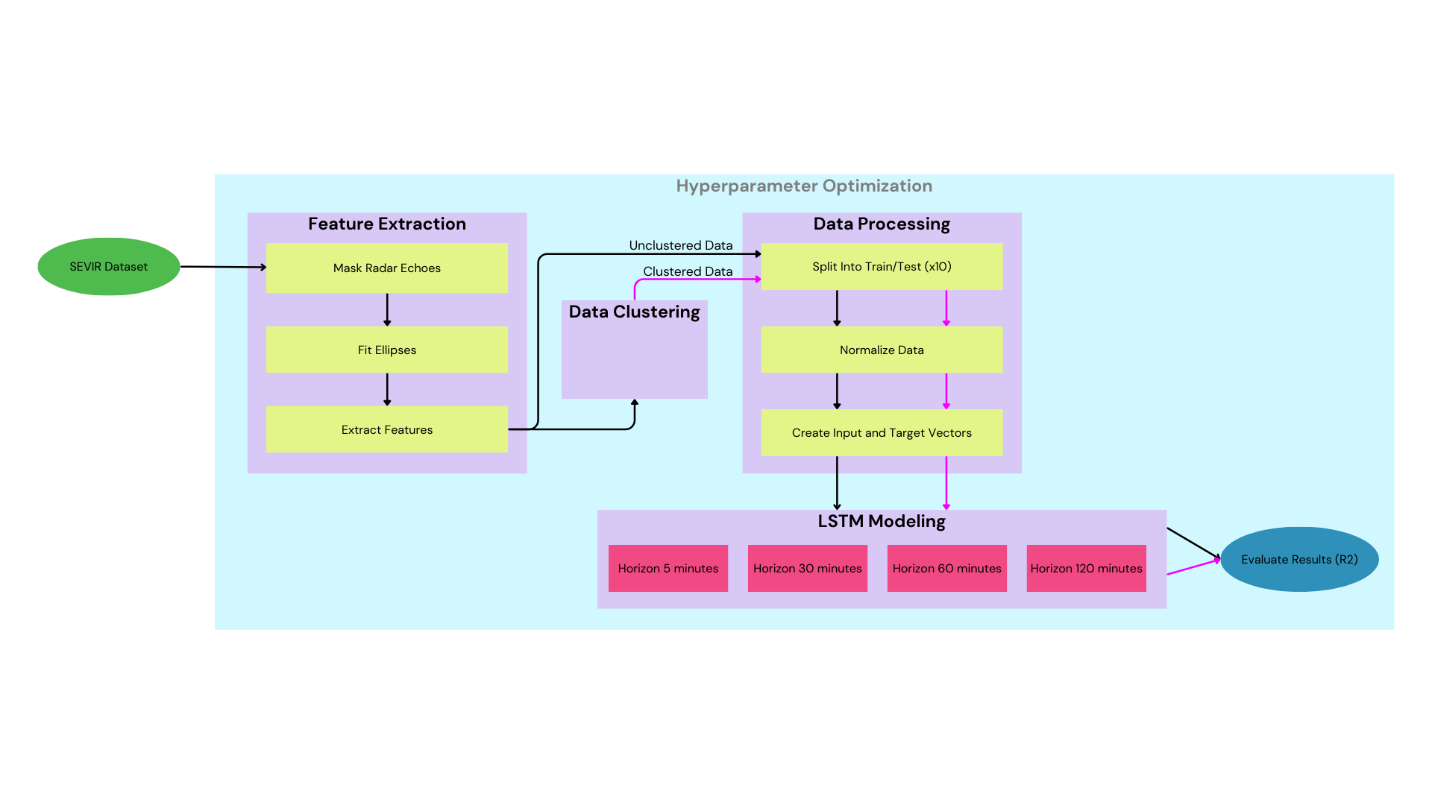 Hyperparameter Optimization
Feature Extraction
Data Processing
SEVIR Dataset
Mask Radar Echoes
Fit Ellipses
Extract Features
Unclustered Data
Clustered Data
Data Clustering
Split Into Train/Test (x10)
Normalize Data
Create Input and Target Vectors
LSTM Modeling
Horizon 5 minutes
Horizon 30 minutes
Horizon 60 minutes
Horizon 120 minutes
Evaluate Results (R2)